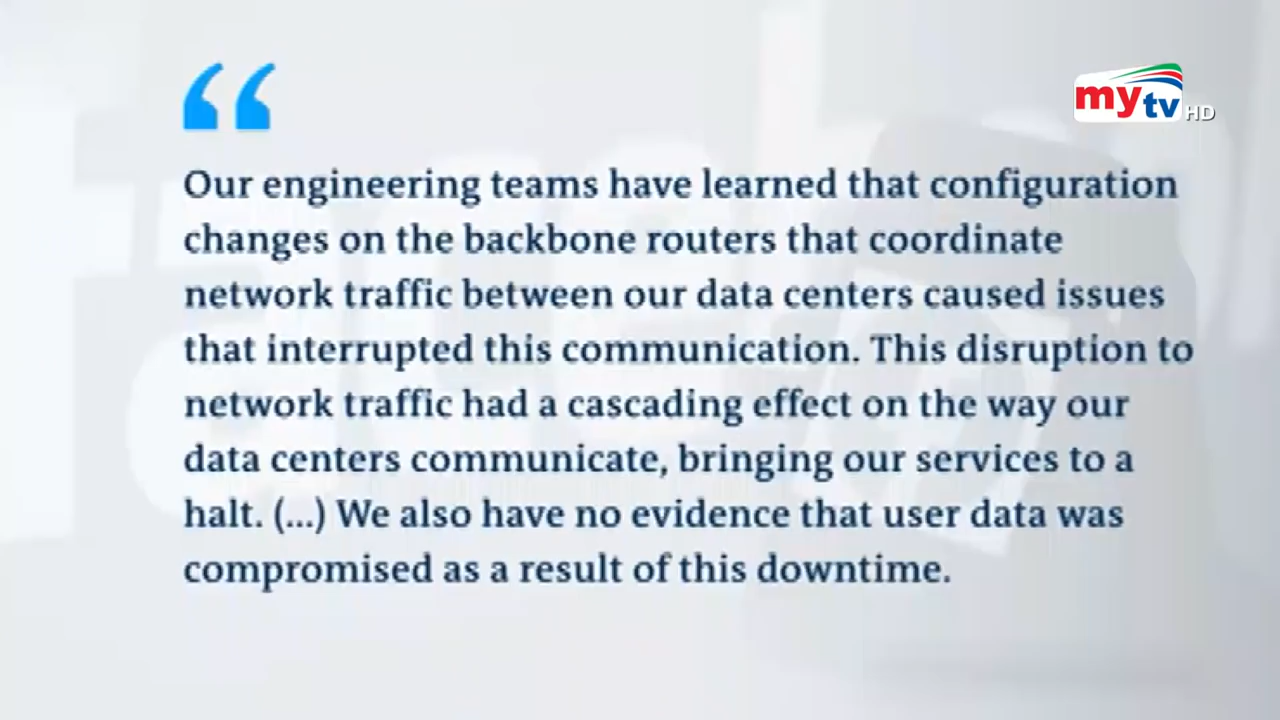 “
my tv HD
Our engineering teams have learned that configuration
changes on the backbone routers that coordinate
network traffic between our data centers caused issues
that interrupted this communication. This disruption to
network traffic had a cascading effect on the way our
data centers communicate, bringing our services to a
halt. (...) We also have no evidence that user data was
compromised as a result of this downtime.